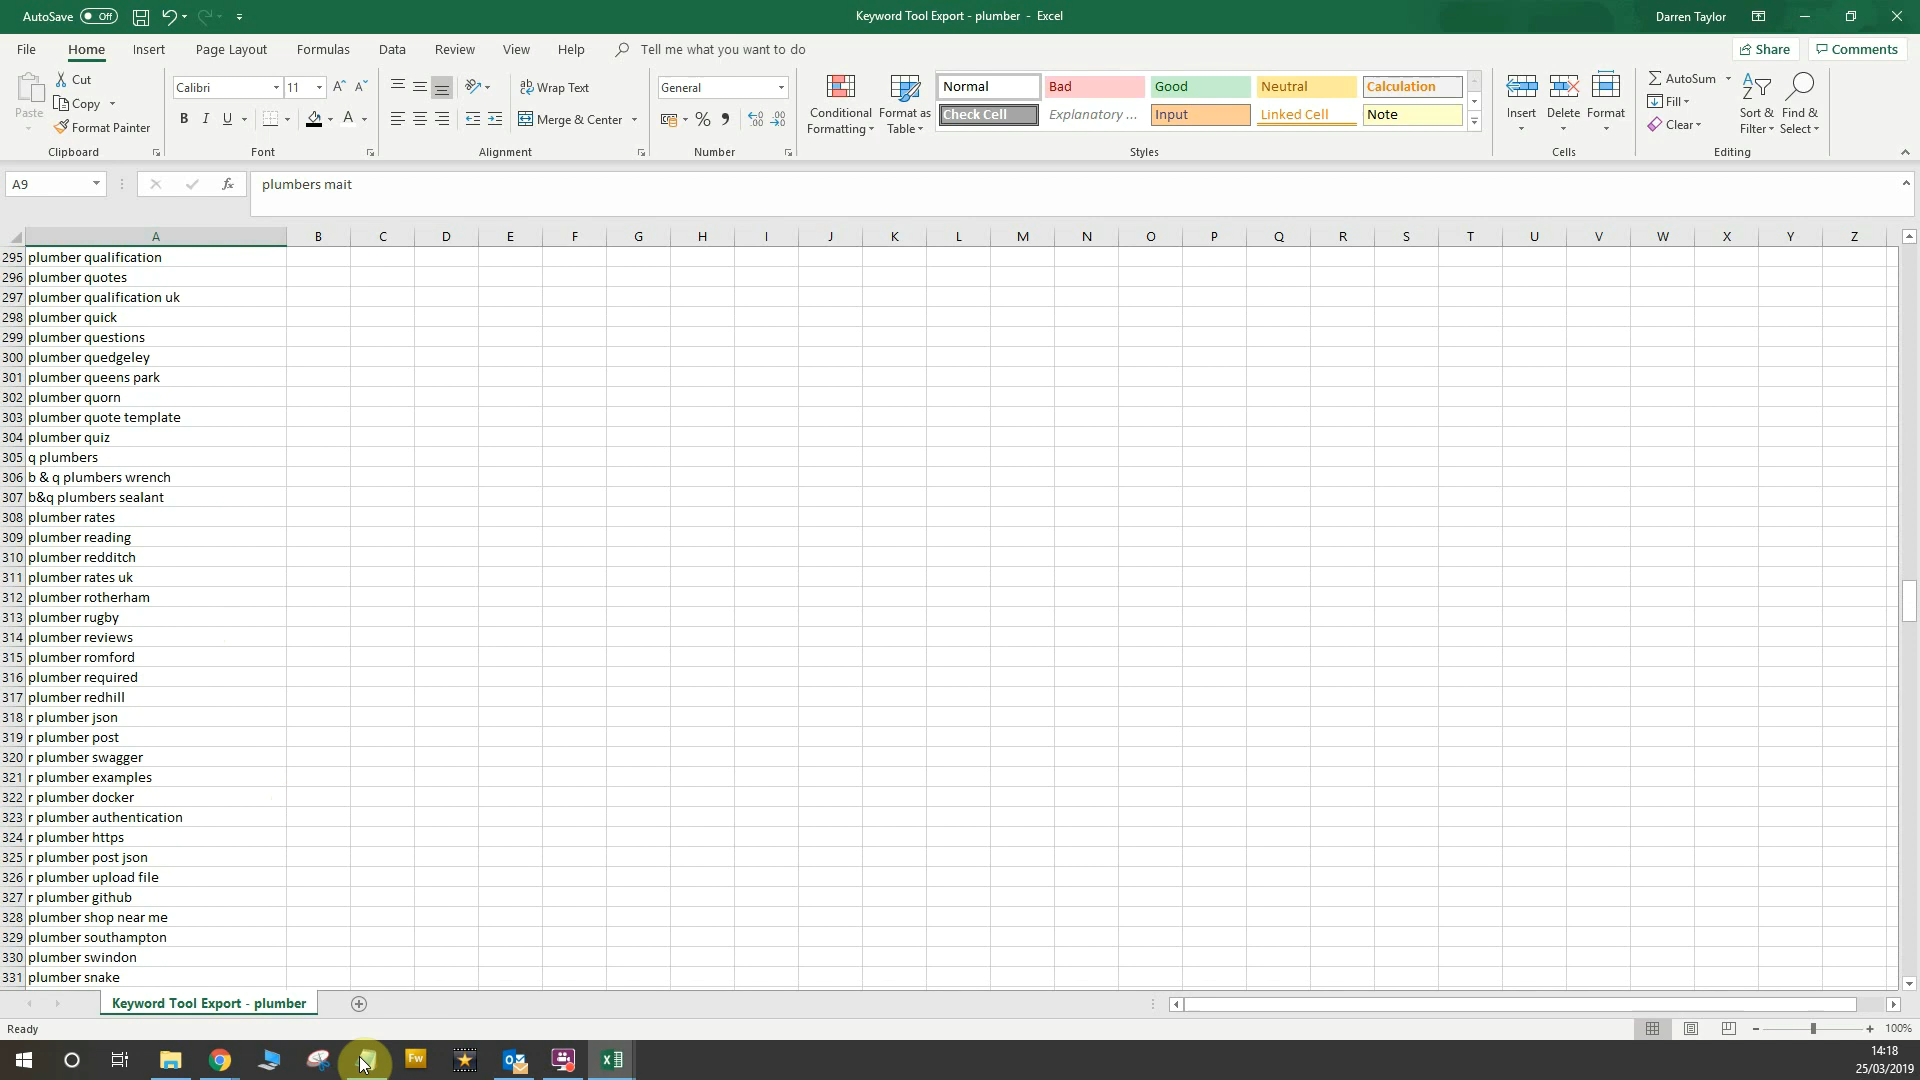 AutoSave Off
Keyword Tool Export - plumber - Excel
Darren Taylor
File Home Insert Page Layout Formulas Data Review View Help Tell me what you want to do
Share Comments
Paste
Cut
Copy
Format Painter
Clipboard
Calibri 11
B I U
Font
Wrap Text
Merge & Center
Alignment
General
Number
Conditional Formatting
Format as Table
Normal Bad Good Neutral Calculation
Check Cell Explanatory ... Input Linked Cell Note
Styles
Insert Delete Format
Cells
AutoSum
Fill
Clear
Sort & Filter
Find & Select
Editing
A9
fx
plumbers mait
A B C D E F G H I J K L M N O P Q R S T U V W X Y Z
295 plumber qualification
296 plumber quotes
297 plumber qualification uk
298 plumber quick
299 plumber questions
300 plumber quedgeley
301 plumber queens park
302 plumber quorn
303 plumber quote template
304 plumber quiz
305 q plumbers
306 b & q plumbers wrench
307 b&q plumbers sealant
308 plumber rates
309 plumber reading
310 plumber redditch
311 plumber rates uk
312 plumber rotherham
313 plumber rugby
314 plumber reviews
315 plumber romford
316 plumber required
317 plumber redhill
318 r plumber json
319 r plumber post
320 r plumber swagger
321 r plumber examples
322 r plumber docker
323 r plumber authentication
324 r plumber https
325 r plumber post json
326 r plumber upload file
327 r plumber github
328 plumber shop near me
329 plumber southampton
330 plumber swindon
331 plumber snake
Keyword Tool Export - plumber
Ready
100%
Fw
14:18
25/03/2019